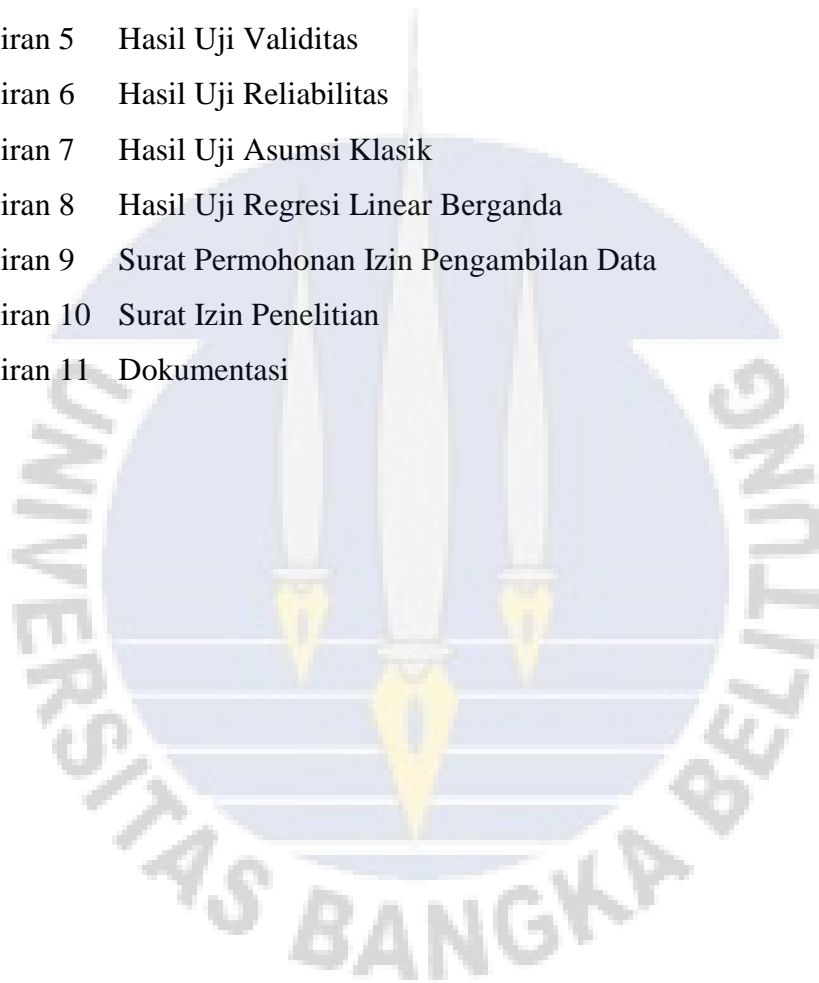 iran 5 Hasil Uji Validitas
iran 6 Hasil Uji Reliabilitas
iran 7 Hasil Uji Asumsi Klasik
iran 8 Hasil Uji Regresi Linear Berganda
iran 9 Surat Permohonan Izin Pengambilan Data
iran 10 Surat Izin Penelitian
iran 11 Dokumentasi
UNIVERSITAS BANGKA BELITUNG